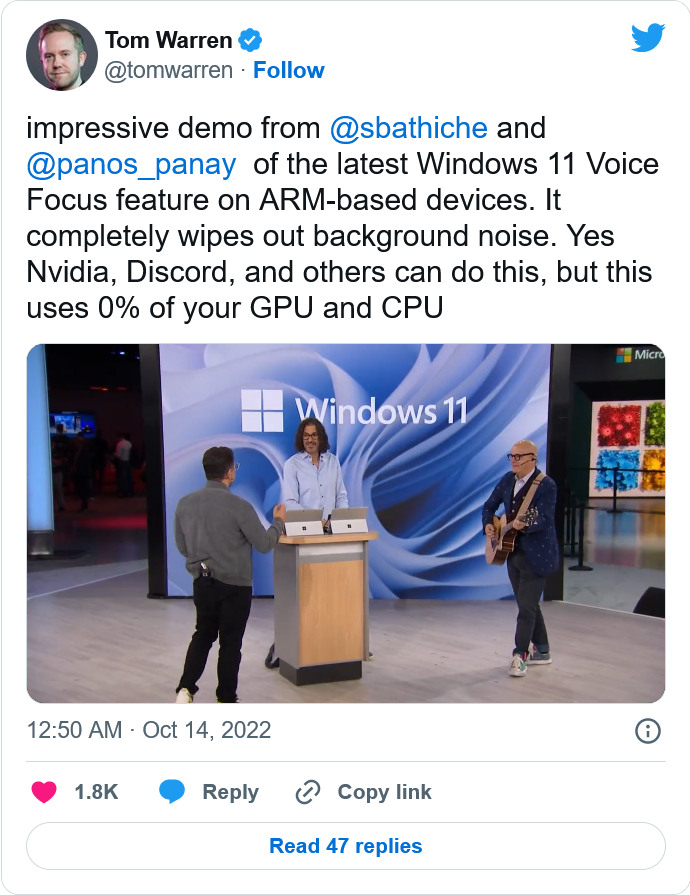 Tom Warren
@tomwarren · Follow
impressive demo from @sbathiche and
@panos_panay of the latest Windows 11 Voice
Focus feature on ARM-based devices. It
completely wipes out background noise. Yes
Nvidia, Discord, and others can do this, but this
uses 0% of your GPU and CPU
Micro
Windows 11
12:50 AM · Oct 14, 2022
1.8K Reply Copy link
Read 47 replies